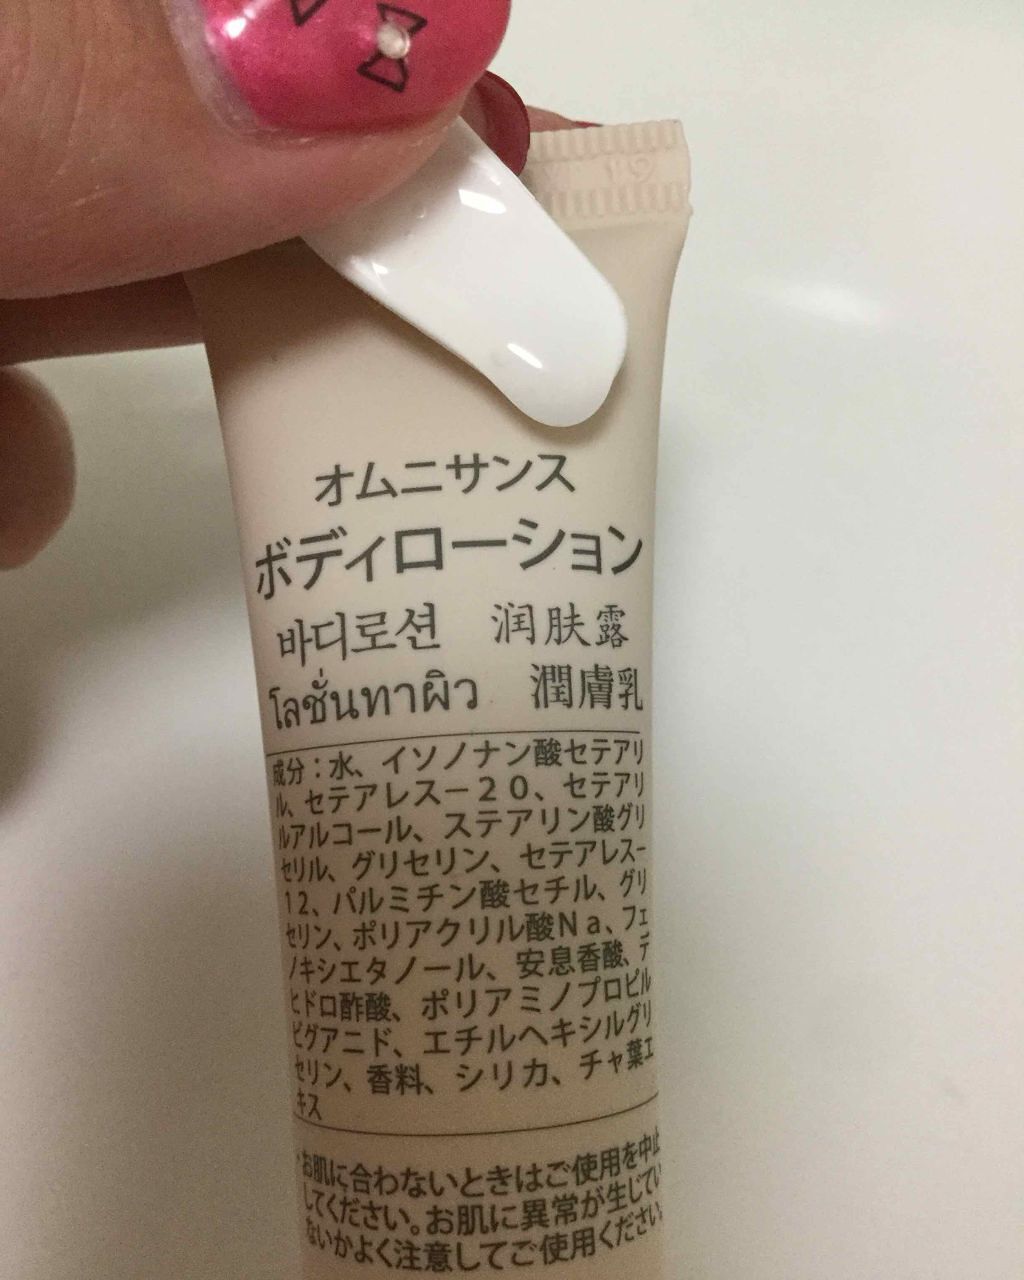 オムニサンス
ボディローション
바디로션 润肤露
โลชั่นทาผิว 潤膚乳
成分：水、イソノナン酸セテアリ
ル、セテアレスー２０、セテアリ
ルアルコール、ステアリン酸グリ
セリル、グリセリン、セテアレスー
12、パルミチン酸セチル、グリ
セリン、ポリアクリル酸Ｎａ、フェ
ノキシエタノール、安息香酸、デ
ヒドロ酢酸、ポリアミノプロピル
ビグアニド、エチルヘキシルグリ
セリン、香料、シリカ、チャ葉エ
キス
・お肌に合わないときはご使用を中止
してください。お肌に異常が生じてい
ないかよく注意してご使用ください。